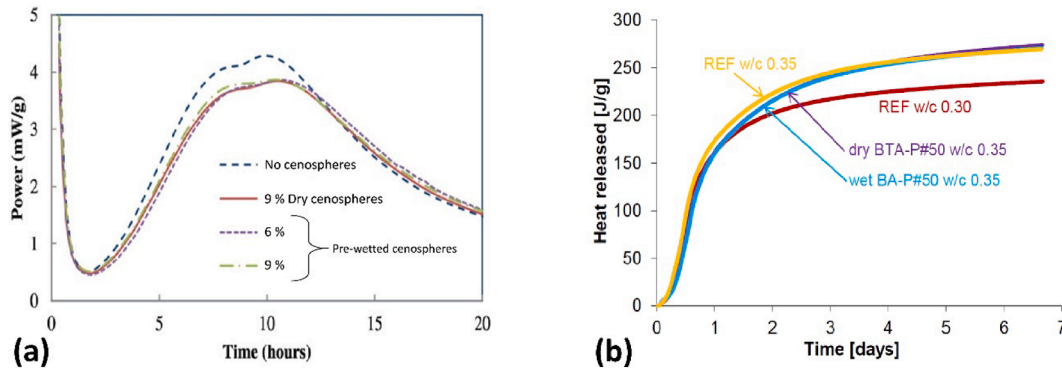 5
4
3
2
1
0
Power (mW/g)
No cenospheres
9 % Dry cenospheres
6 %
9 %
Pre-wetted cenospheres
0
5
10
15
20
Time (hours)
(a)
300
250
200
150
100
50
0
Heat released [J/g]
REF w/c 0.35
REF w/c 0.30
dry BTA-P#50 w/c 0.35
wet BA-P#50 w/c 0.35
0
1
2
3
4
5
6
7
Time [days]
(b)